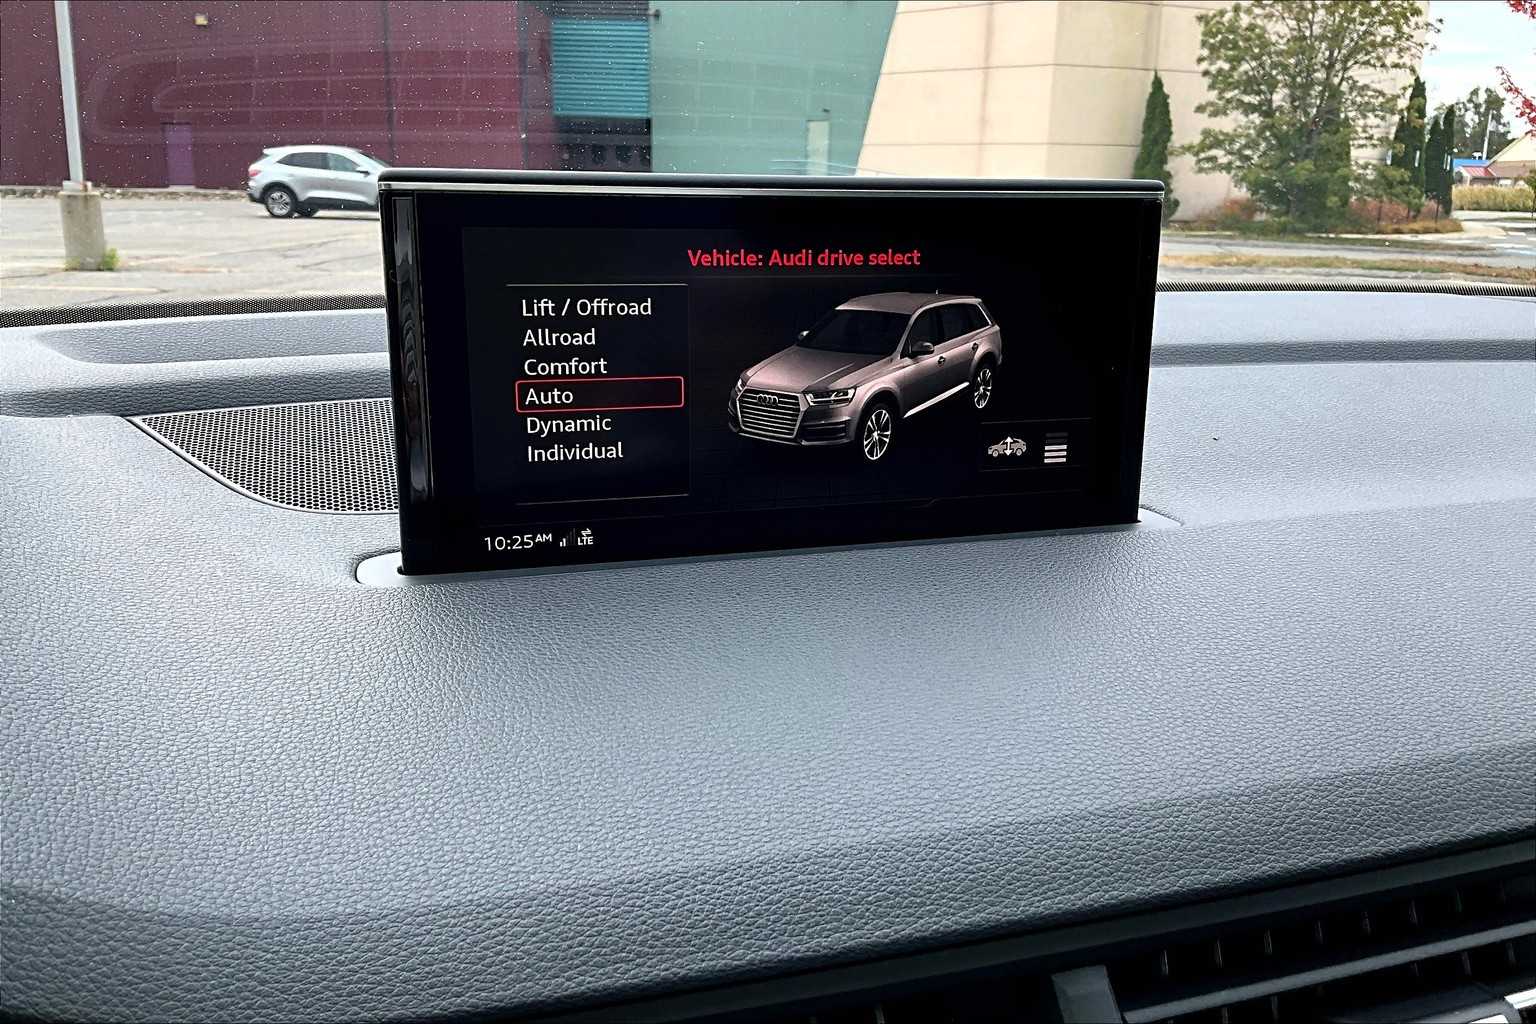 Vehicle: Audi drive select
Lift / Offroad
Allroad
Comfort
Auto
Dynamic
Individual
10:25AM LTE